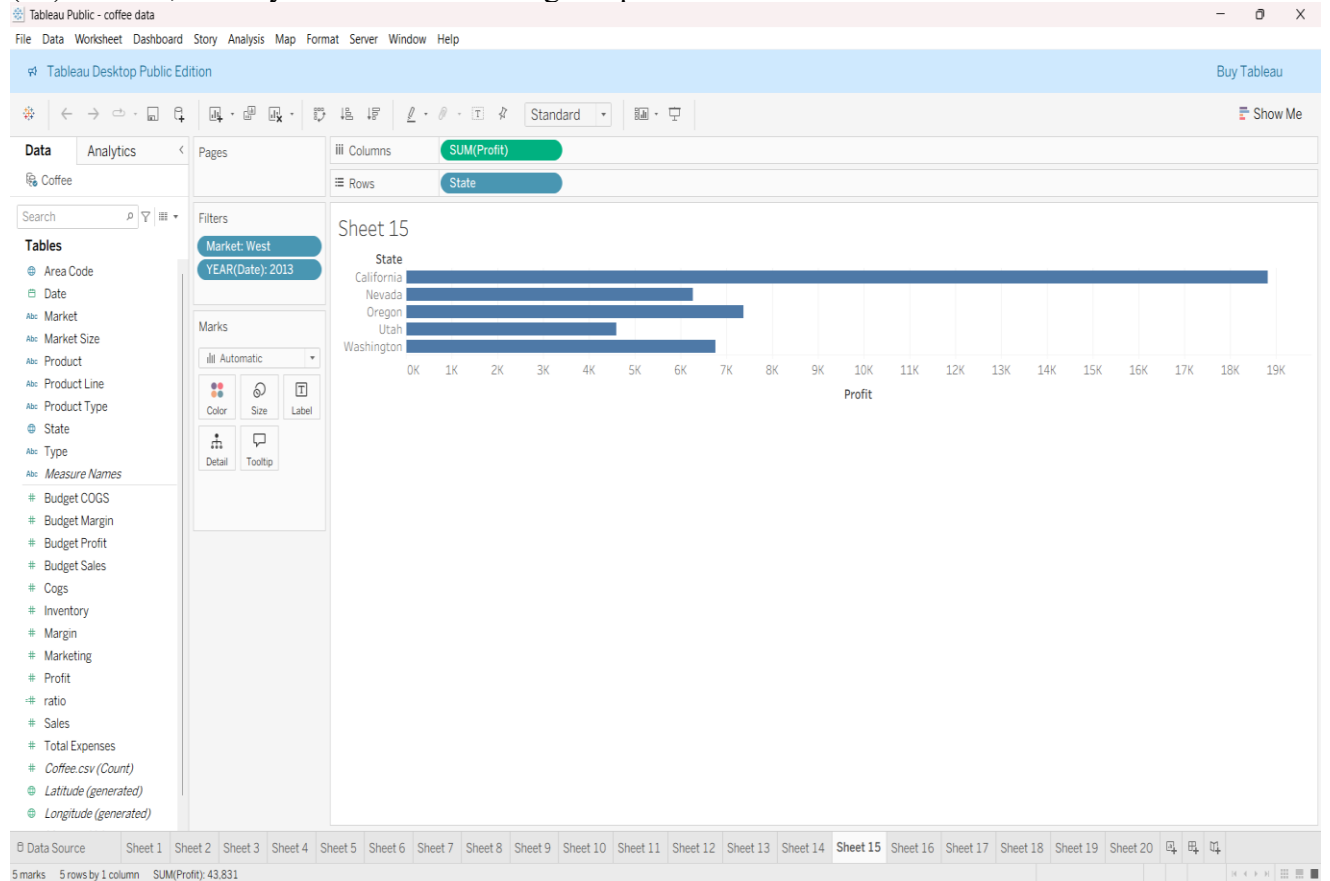 Tableau Public - coffee data
File Data Worksheet Dashboard Story Analysis Map Format Server Window Help
Tableau Desktop Public Edition
Buy Tableau
Standard
Show Me
Data Analytics
Coffee
Search
Tables
Area Code
Date
Abc Market
Abc Market Size
Abc Product
Abc Product Line
Abc Product Type
State
Abc Type
Abc Measure Names
# Budget COGS
# Budget Margin
# Budget Profit
# Budget Sales
# Cogs
# Inventory
# Margin
# Marketing
# Profit
=# ratio
# Sales
# Total Expenses
# Coffee.csv (Count)
Latitude (generated)
Longitude (generated)
Pages
Filters
Market: West
YEAR(Date): 2013
Marks
Automatic
Color Size Label
Detail Tooltip
Columns SUM(Profit)
Rows State
Sheet 15
State
California
Nevada
Oregon
Utah
Washington
0K 1K 2K 3K 4K 5K 6K 7K 8K 9K 10K 11K 12K 13K 14K 15K 16K 17K 18K 19K
Profit
Data Source Sheet 1 Sheet 2 Sheet 3 Sheet 4 Sheet 5 Sheet 6 Sheet 7 Sheet 8 Sheet 9 Sheet 10 Sheet 11 Sheet 12 Sheet 13 Sheet 14 Sheet 15 Sheet 16 Sheet 17 Sheet 18 Sheet 19 Sheet 20
5 marks 5 rows by 1 column SUM(Profit): 43,831